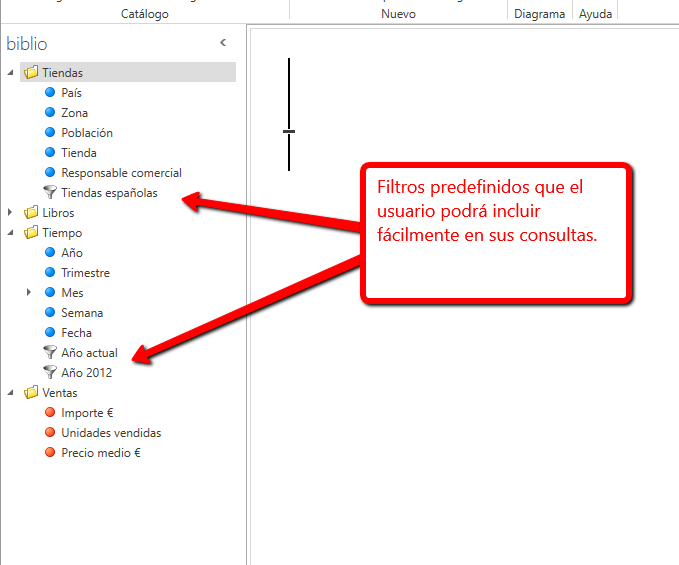 Catálogo
Nuevo
Diagrama
Ayuda
biblio
Tiendas
País
Zona
Población
Tienda
Responsable comercial
Tiendas españolas
Libros
Tiempo
Año
Trimestre
Mes
Semana
Fecha
Año actual
Año 2012
Ventas
Importe €
Unidades vendidas
Precio medio €
Filtros predefinidos que el
usuario podrá incluir
fácilmente en sus consultas.